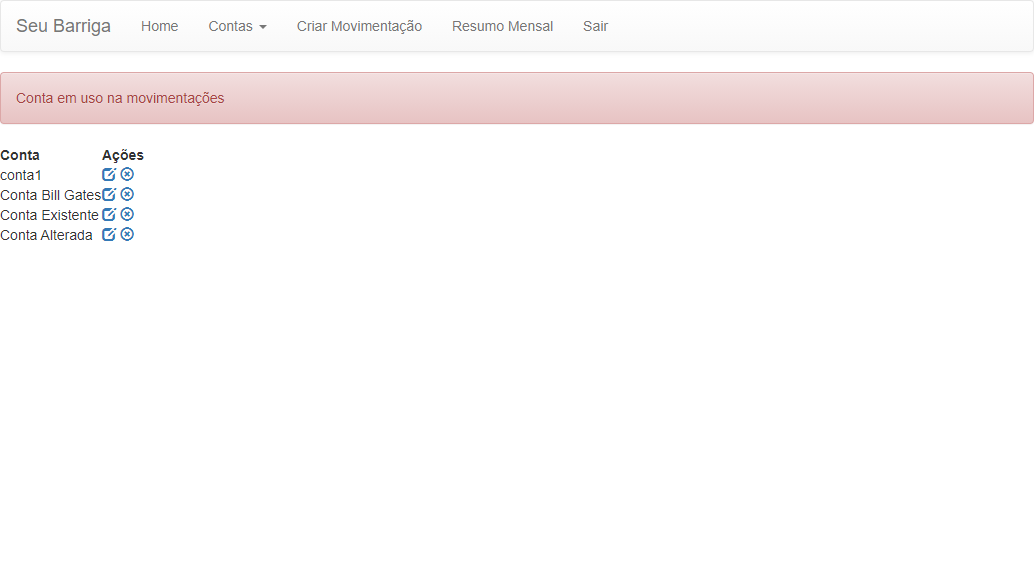 Seu Barriga Home Contas Criar Movimentação Resumo Mensal Sair
Conta em uso na movimentações
Conta Ações
conta1
Conta Bill Gates
Conta Existente
Conta Alterada